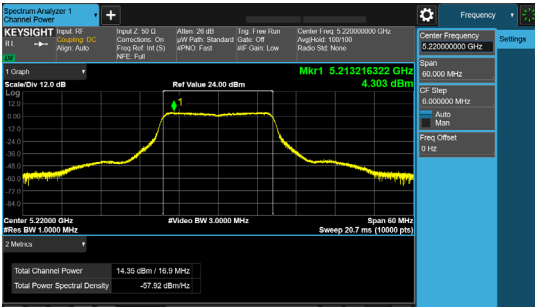 Spectrum Analyzer 1
Channel Power
Frequency
KEYSIGHT
Input: RF
Coupling: DC
Align: Auto
Input Z: 50 Ω
Corrections: On
Freq Ref: Int (S)
NFE: Full
Atten: 26 dB
µW Path: Standard
#PNO: Fast
Trig: Free Run
Gate: Off
#IF Gain: Low
Center Freq: 5.220000000 GHz
Avg|Hold: 100/100
Radio Std: None
Center Frequency
5.220000000 GHz
Settings
Span
60.000 MHz
CF Step
6.000000 MHz
Auto
Man
Freq Offset
0 Hz
1 Graph
Mkr1 5.213216322 GHz
4.303 dBm
Scale/Div 12.0 dB
Ref Value 24.00 dBm
Log
12.0
0.00
-12.0
-24.0
-36.0
-48.0
-60.0
-72.0
-84.0
1
Center 5.22000 GHz
#Res BW 1.0000 MHz
#Video BW 3.0000 MHz
Span 60 MHz
Sweep 20.7 ms (10000 pts)
2 Metrics
Total Channel Power 14.35 dBm / 16.9 MHz
Total Power Spectral Density -57.92 dBm/Hz